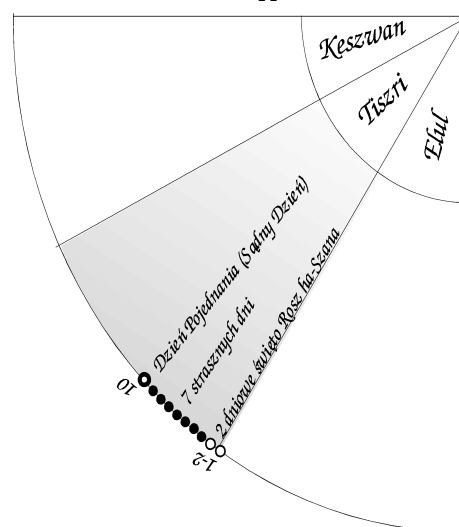 Keszwan
Tiszri
Elul
Dzień Pojednania (Sądny Dzień)
7 strasznych dni
2 dniowe święto Rosz ha-Szana
10
1-2